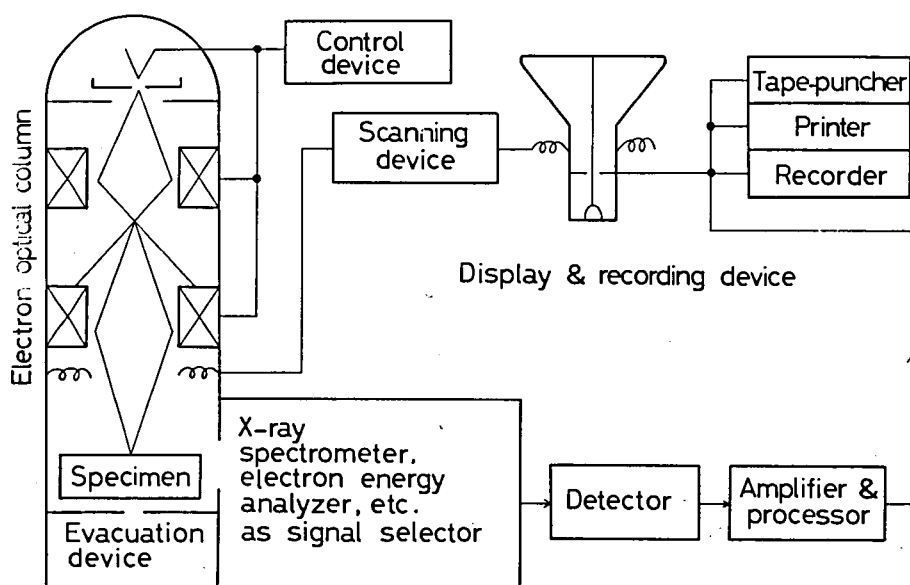 Control
device
Tape-puncher
Printer
Recorder
Scanning
device
Electron optical column
Display & recording device
X-ray
spectrometer,
electron energy
analyzer, etc.
as signal selector
Specimen
Detector
Amplifier &
processor
Evacuation
device